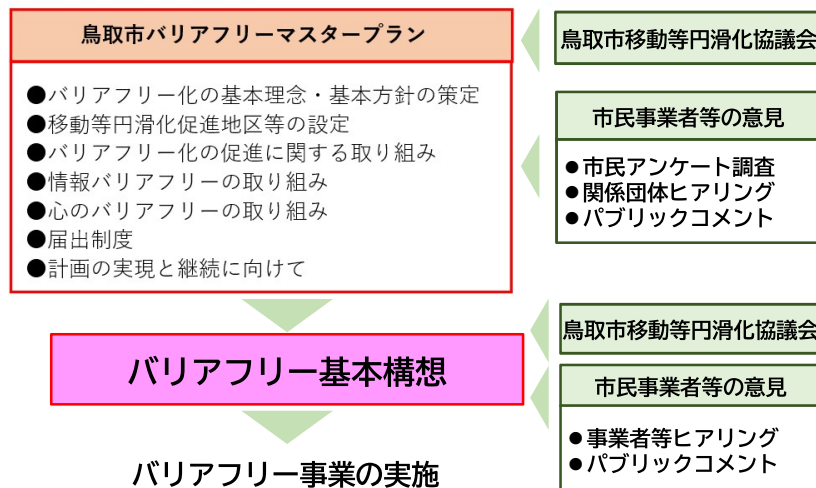 鳥取市バリアフリーマスタープラン
●バリアフリー化の基本理念・基本方針の策定
●移動等円滑化促進地区等の設定
●バリアフリー化の促進に関する取り組み
●情報バリアフリーの取り組み
●心のバリアフリーの取り組み
●届出制度
●計画の実現と継続に向けて
鳥取市移動等円滑化協議会
市民事業者等の意見
●市民アンケート調査
●関係団体ヒアリング
●パブリックコメント
バリアフリー基本構想
鳥取市移動等円滑化協議会
市民事業者等の意見
●事業者等ヒアリング
●パブリックコメント
バリアフリー事業の実施